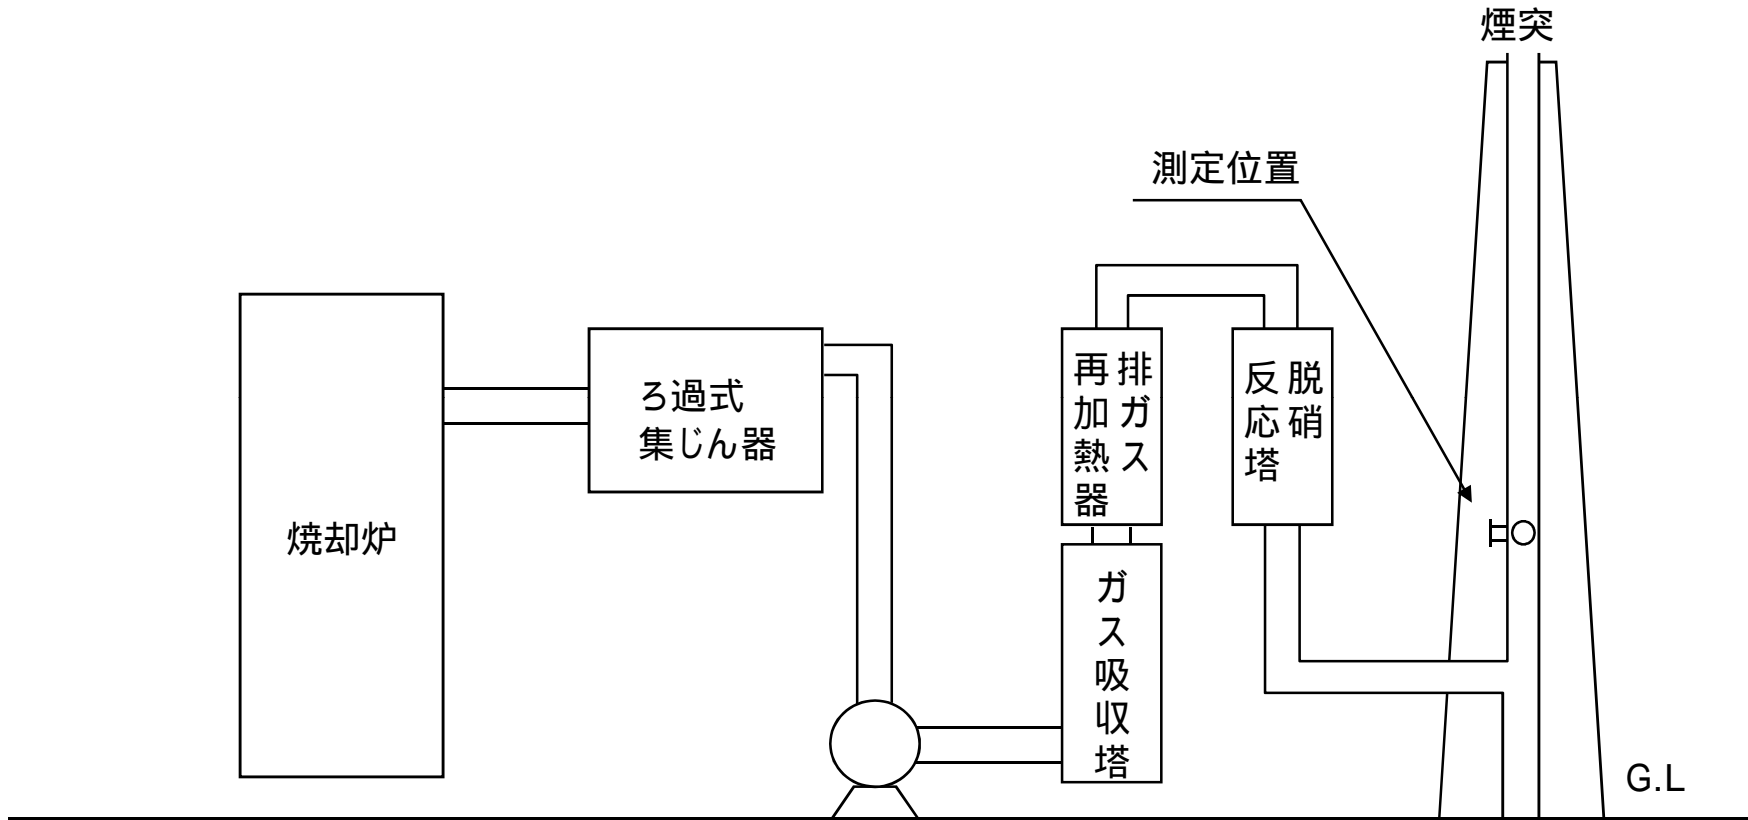 煙突
測定位置
焼却炉
ろ過式
集じん器
排ガス
再加熱器
脱硝
反応塔
ガス吸収塔
G.L